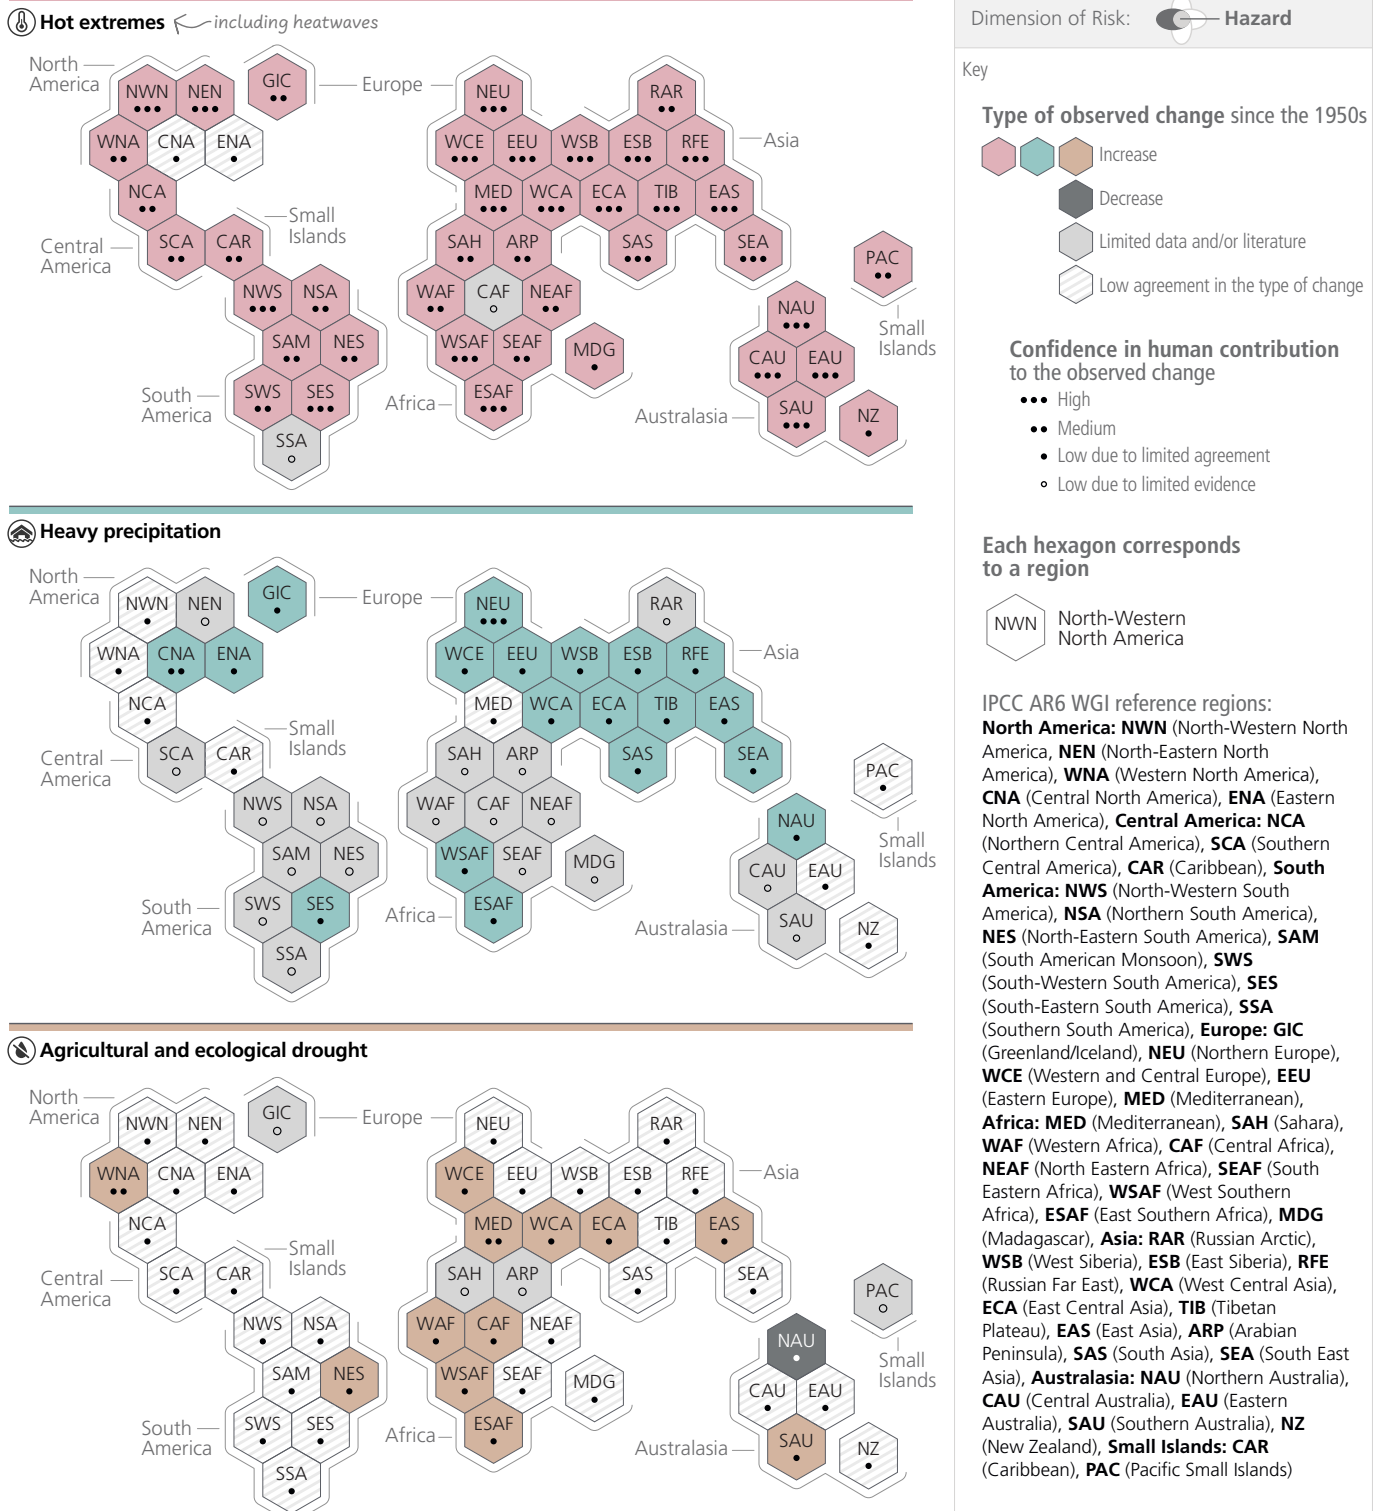 Hot extremes including heatwaves
North
America
NWN
NEN
GIC
Europe
NEU
RAR
WNA
CNA
ENA
WCE
EEU
WSB
ESB
RFE
Asia
NCA
MED
WCA
ECA
TIB
EAS
Small
Islands
Central
America
SCA
CAR
SAH
ARP
SAS
SEA
PAC
NWS
NSA
WAF
CAF
NEAF
NAU
Small
Islands
SAM
NES
WSAF
SEAF
MDG
CAU
EAU
South
America
SWS
SES
Africa
ESAF
Australasia
SAU
NZ
SSA
Heavy precipitation
North
America
NWN
NEN
GIC
Europe
NEU
RAR
WNA
CNA
ENA
WCE
EEU
WSB
ESB
RFE
Asia
NCA
MED
WCA
ECA
TIB
EAS
Small
Islands
Central
America
SCA
CAR
SAH
ARP
SAS
SEA
PAC
NWS
NSA
WAF
CAF
NEAF
NAU
Small
Islands
SAM
NES
WSAF
SEAF
MDG
CAU
EAU
South
America
SWS
SES
Africa
ESAF
Australasia
SAU
NZ
SSA
Agricultural and ecological drought
North
America
NWN
NEN
GIC
Europe
NEU
RAR
WNA
CNA
ENA
WCE
EEU
WSB
ESB
RFE
Asia
NCA
MED
WCA
ECA
TIB
EAS
Small
Islands
Central
America
SCA
CAR
SAH
ARP
SAS
SEA
PAC
NWS
NSA
WAF
CAF
NEAF
NAU
Small
Islands
SAM
NES
WSAF
SEAF
MDG
CAU
EAU
South
America
SWS
SES
Africa
ESAF
Australasia
SAU
NZ
SSA
Dimension of Risk: Hazard
Key
Type of observed change since the 1950s
Increase
Decrease
Limited data and/or literature
Low agreement in the type of change
Confidence in human contribution
to the observed change
High
Medium
Low due to limited agreement
Low due to limited evidence
Each hexagon corresponds
to a region
NWN
North-Western
North America
IPCC AR6 WGI reference regions:
North America: NWN (North-Western North
America, NEN (North-Eastern North
America), WNA (Western North America),
CNA (Central North America), ENA (Eastern
North America), Central America: NCA
(Northern Central America), SCA (Southern
Central America), CAR (Caribbean), South
America: NWS (North-Western South
America), NSA (Northern South America),
NES (North-Eastern South America), SAM
(South American Monsoon), SWS
(South-Western South America), SES
(South-Eastern South America), SSA
(Southern South America), Europe: GIC
(Greenland/Iceland), NEU (Northern Europe),
WCE (Western and Central Europe), EEU
(Eastern Europe), MED (Mediterranean),
Africa: MED (Mediterranean), SAH (Sahara),
WAF (Western Africa), CAF (Central Africa),
NEAF (North Eastern Africa), SEAF (South
Eastern Africa), WSAF (West Southern
Africa), ESAF (East Southern Africa), MDG
(Madagascar), Asia: RAR (Russian Arctic),
WSB (West Siberia), ESB (East Siberia), RFE
(Russian Far East), WCA (West Central Asia),
ECA (East Central Asia), TIB (Tibetan
Plateau), EAS (East Asia), ARP (Arabian
Peninsula), SAS (South Asia), SEA (South East
Asia), Australasia: NAU (Northern Australia),
CAU (Central Australia), EAU (Eastern
Australia), SAU (Southern Australia), NZ
(New Zealand), Small Islands: CAR
(Caribbean), PAC (Pacific Small Islands)